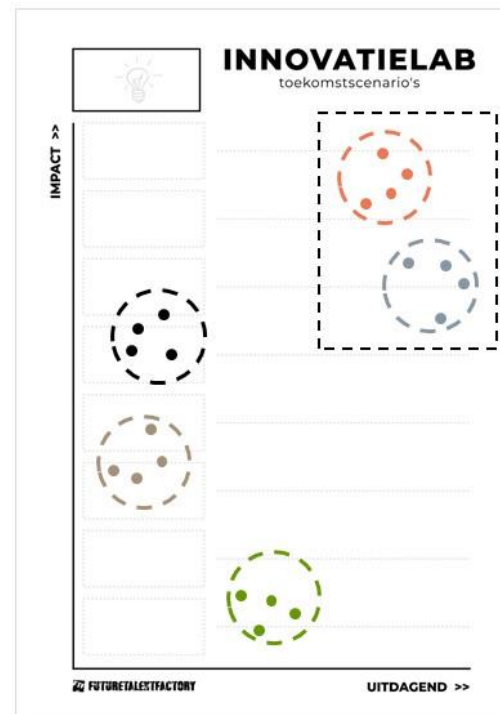 INNOVATIELAB
toekomstscenario's
IMPACT >>
FUTURETALENTFACTORY
UITDAGEND >>